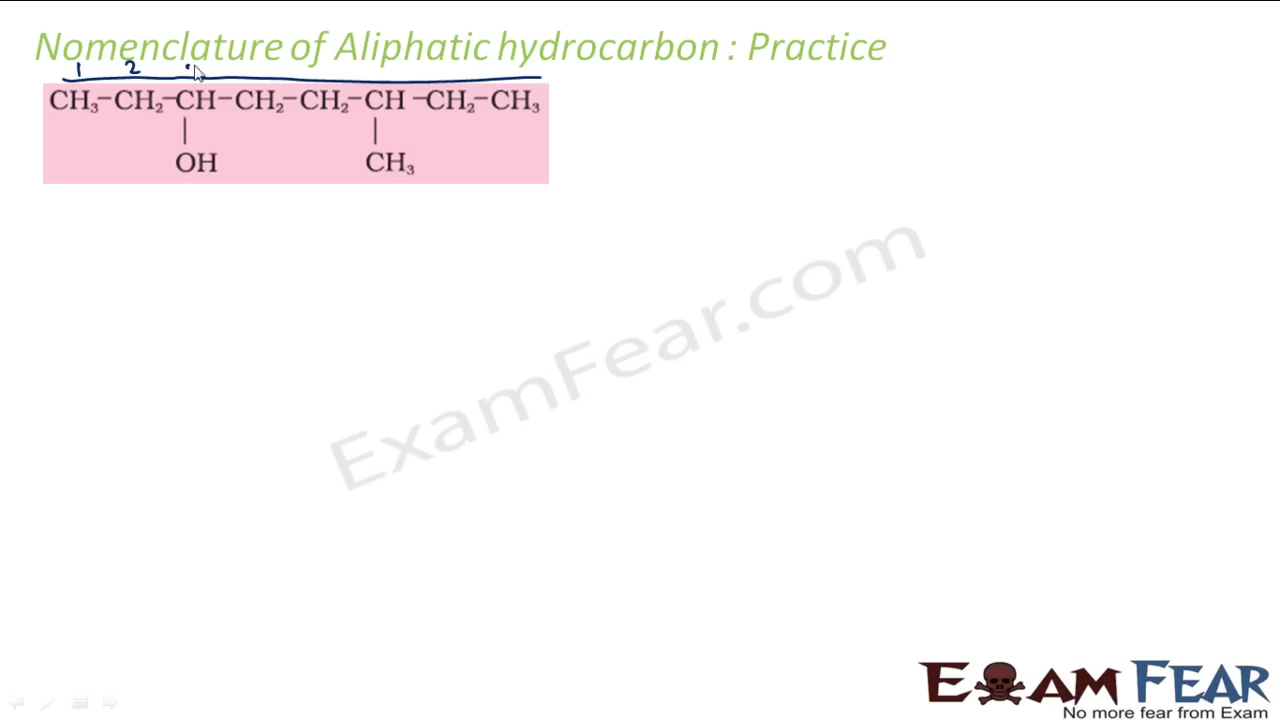 Nomenclature of Aliphatic hydrocarbon : Practice
1 2
CH₃–CH₂–CH–CH₂–CH₂–CH–CH₂–CH₃
| |
OH CH₃
ExamFear.com
EXAM FEAR
No more fear from Exam